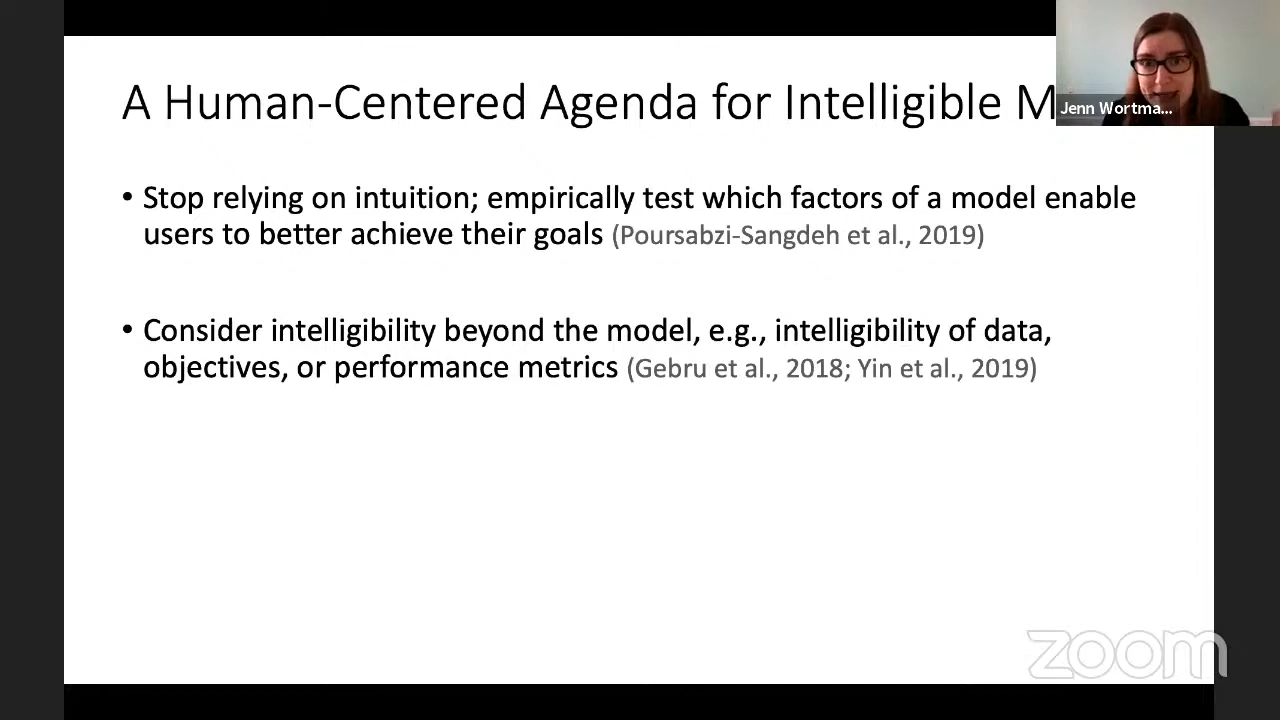 A Human-Centered Agenda for Intelligible M
Jenn Wortma...
• Stop relying on intuition; empirically test which factors of a model enable
users to better achieve their goals (Poursabzi-Sangdeh et al., 2019)
• Consider intelligibility beyond the model, e.g., intelligibility of data,
objectives, or performance metrics (Gebru et al., 2018; Yin et al., 2019)
zoom